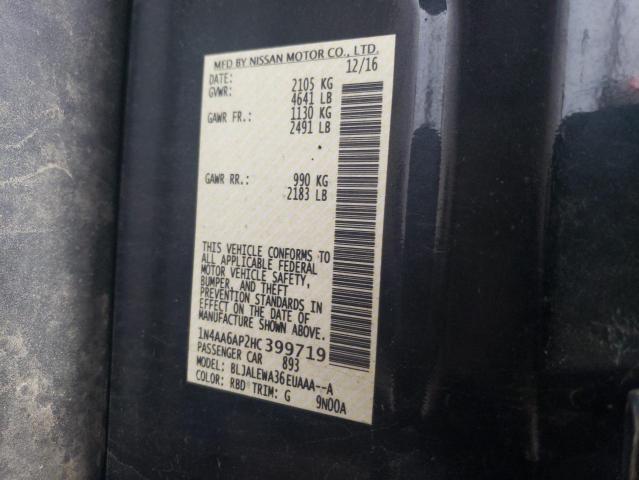 MFD BY NISSAN MOTOR CO., LTD.
DATE: 12/16
GVWR: 2105 KG
4641 LB
GAWR FR.: 1130 KG
2491 LB
GAWR RR.: 990 KG
2183 LB
THIS VEHICLE CONFORMS TO
ALL APPLICABLE FEDERAL
MOTOR VEHICLE SAFETY,
BUMPER, AND THEFT
PREVENTION STANDARDS IN
EFFECT ON THE DATE OF
MANUFACTURE SHOWN ABOVE.
1N4AA6AP2HC399719
PASSENGER CAR 893
MODEL: BLJALEWA36EUAAA--A
COLOR: RBD TRIM: G 9N00A